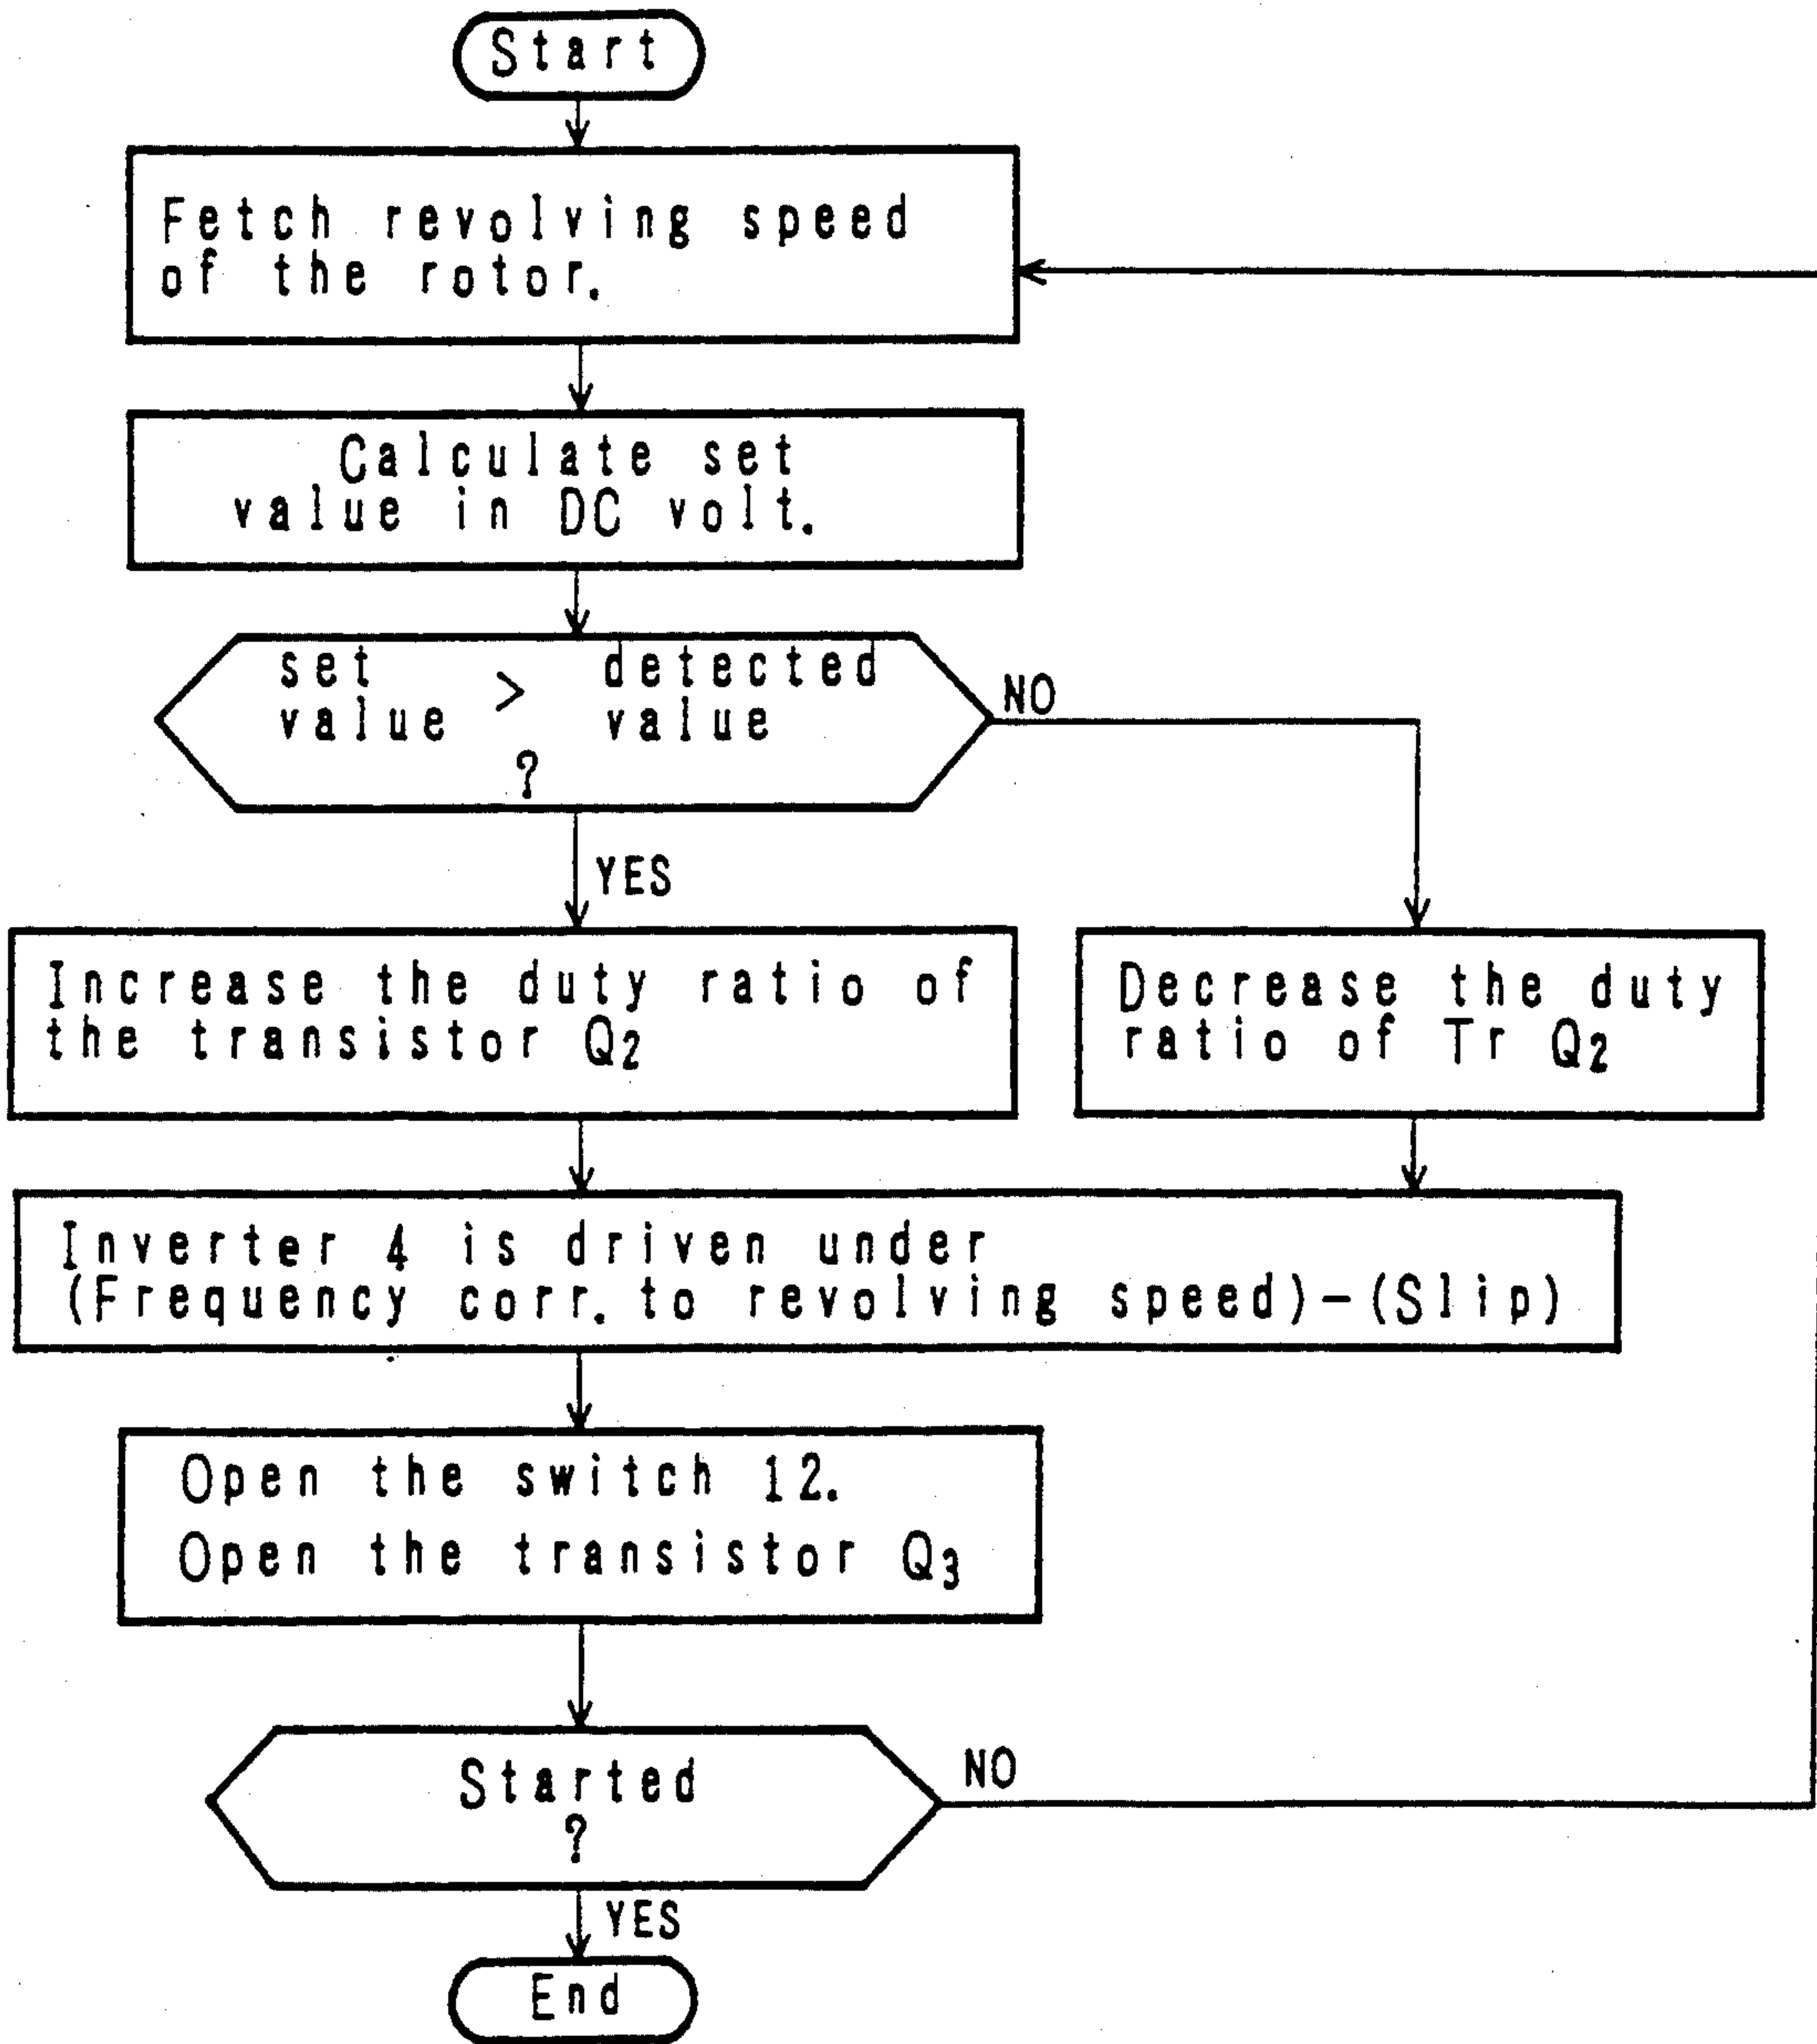 Start
Fetch revolving speed
of the rotor.
Calculate set
value in DC volt.
set > detected
value value
?
NO
YES
Increase the duty ratio of
the transistor Q2
Decrease the duty
ratio of Tr Q2
Inverter 4 is driven under
(Frequency corr. to revolving speed)-(Slip)
Open the switch 12.
Open the transistor Q3
Started
?
NO
YES
End